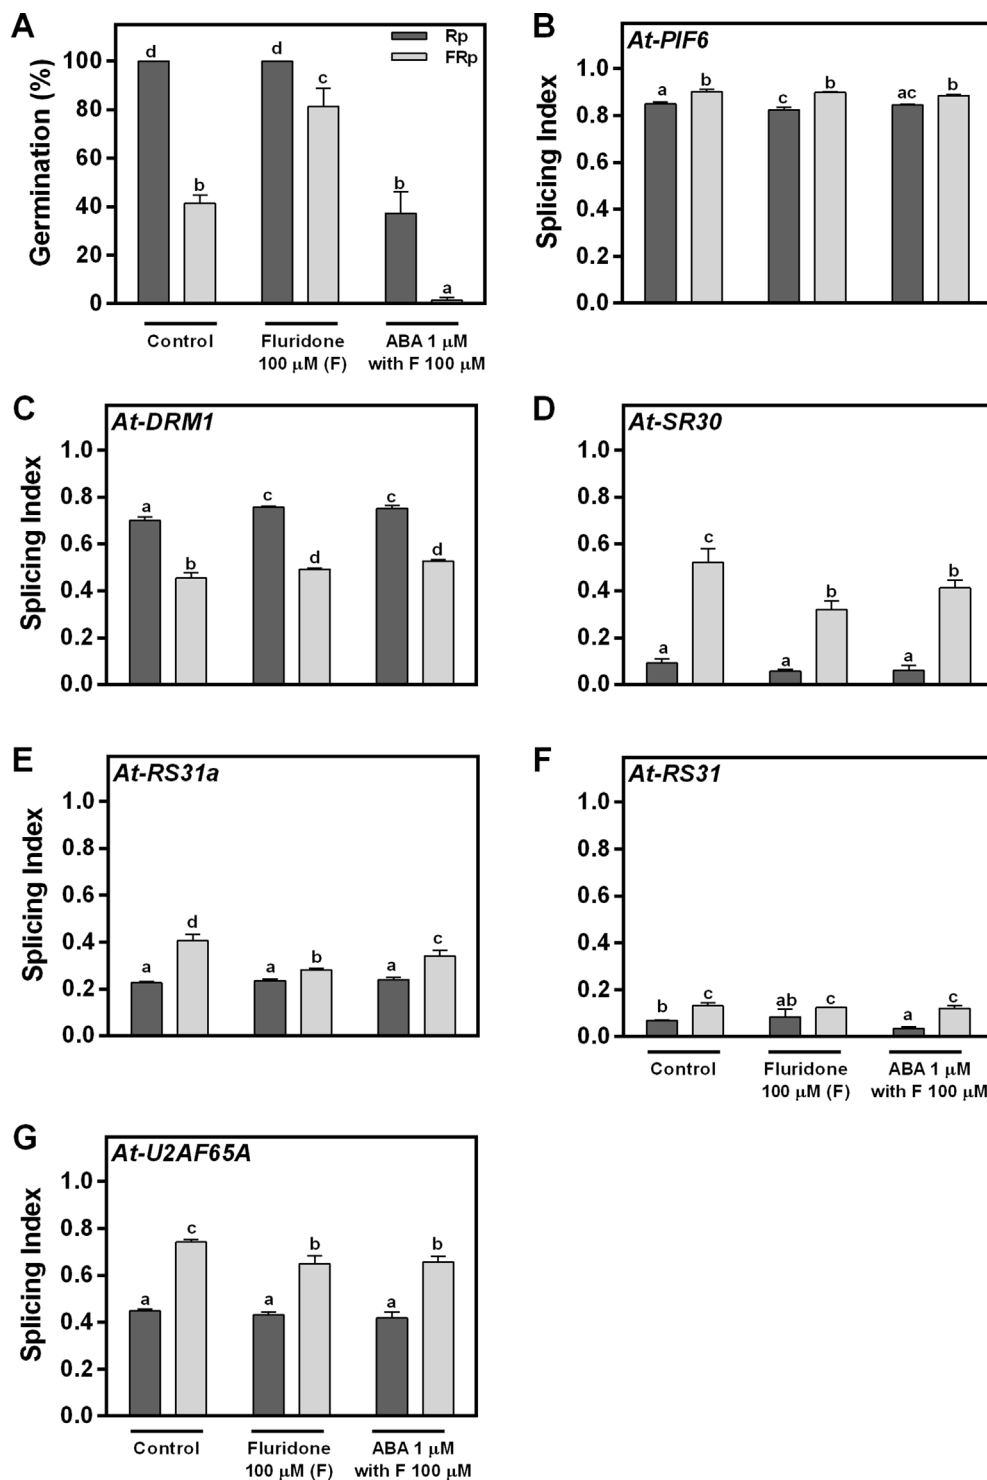 A
Germination (%)
100
80
60
40
20
0
Rp
FRp
d
b
d
c
b
a
Control
Fluridone
100 μM (F)
ABA 1 μM
with F 100 μM
B
At-PIF6
Splicing Index
1.0
0.8
0.6
0.4
0.2
0.0
a
b
c
b
ac
b
C
At-DRM1
Splicing Index
1.0
0.8
0.6
0.4
0.2
0.0
a
b
c
d
c
d
D
At-SR30
Splicing Index
1.0
0.8
0.6
0.4
0.2
0.0
a
c
a
b
a
b
E
At-RS31a
Splicing Index
1.0
0.8
0.6
0.4
0.2
0.0
a
d
a
b
a
c
F
At-RS31
Splicing Index
1.0
0.8
0.6
0.4
0.2
0.0
b
c
ab
c
a
c
Control
Fluridone
100 μM (F)
ABA 1 μM
with F 100 μM
G
At-U2AF65A
Splicing Index
1.0
0.8
0.6
0.4
0.2
0.0
a
c
a
b
a
b
Control
Fluridone
100 μM (F)
ABA 1 μM
with F 100 μM